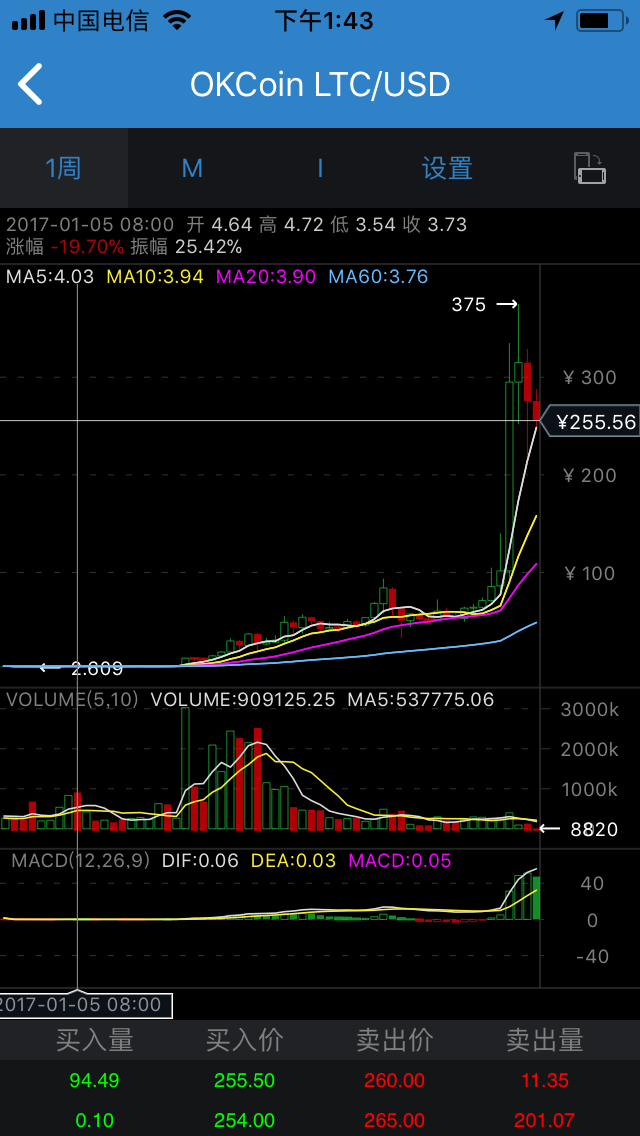 中国电信 下午1:43
OKCoin LTC/USD
1周 M I 设置
2017-01-05 08:00 开 4.64 高 4.72 低 3.54 收 3.73
涨幅 -19.70% 振幅 25.42%
MA5:4.03 MA10:3.94 MA20:3.90 MA60:3.76
375
¥ 300
¥255.56
¥ 200
¥ 100
2.609
VOLUME(5,10) VOLUME:909125.25 MA5:537775.06
3000k
2000k
1000k
8820
MACD(12,26,9) DIF:0.06 DEA:0.03 MACD:0.05
40
0
-40
2017-01-05 08:00
买入量 买入价 卖出价 卖出量
94.49 255.50 260.00 11.35
0.10 254.00 265.00 201.07